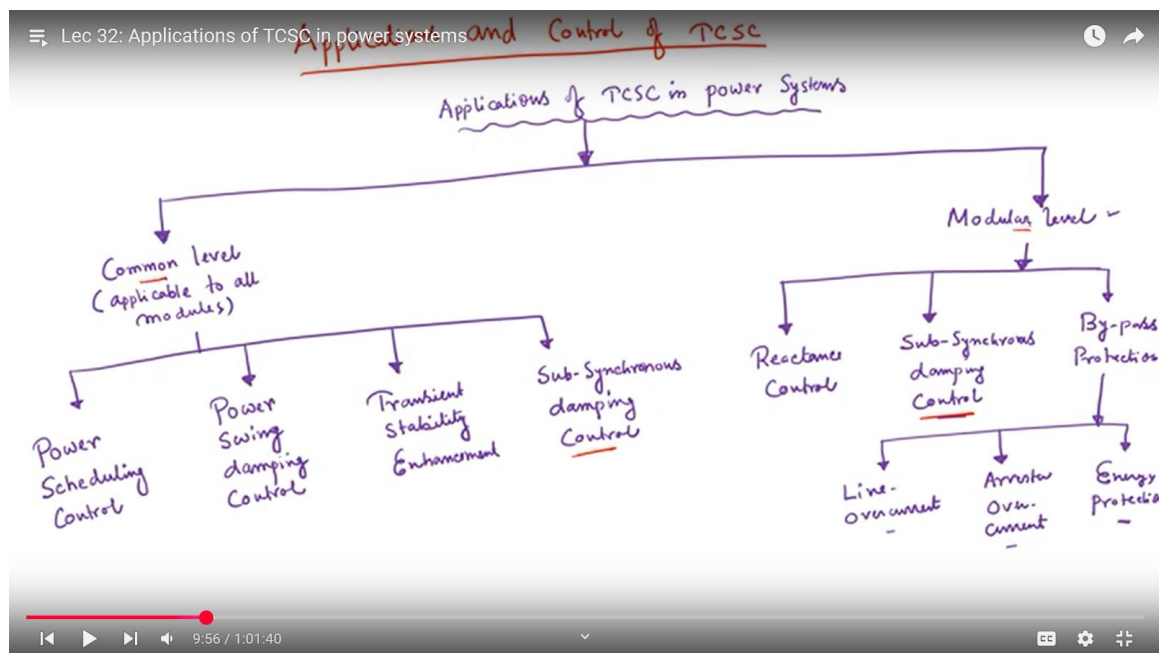 Lec 32: Applications of TCSC in power systems
Applications and Control of TCSC
Applications of TCSC in power Systems
Common level
(applicable to all
modules)
Power
Scheduling
Control
Power
Swing
damping
Control
Transient
Stability
Enhancement
Sub-Synchronous
damping
Control
Modular level
Reactance
Control
Sub-Synchronous
damping
Control
By-pass
Protection
Line-
Overcurrent
Arrester
Over-
Current
Energy
Protectio
9:56 / 1:01:40
CC